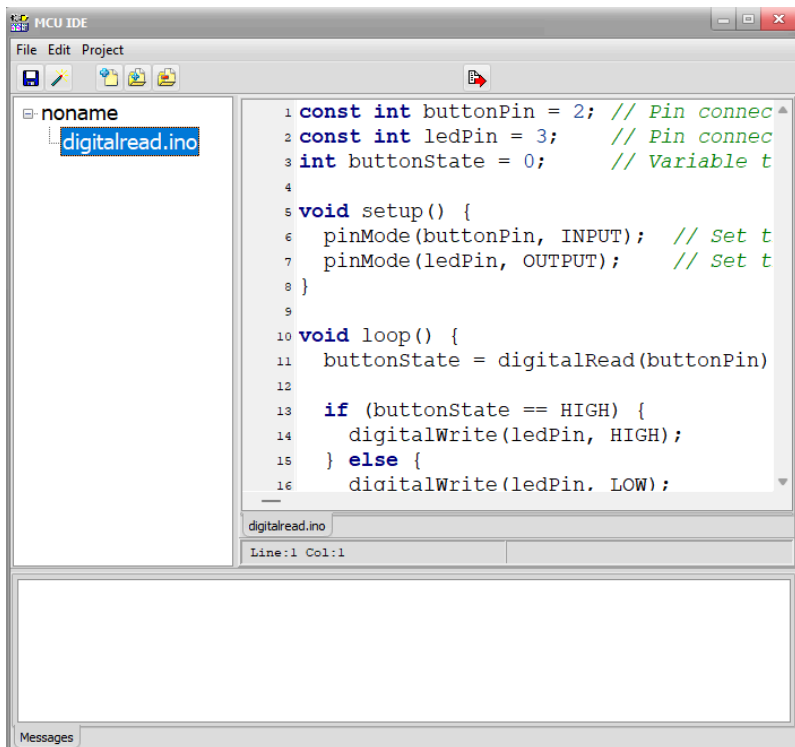 MCU IDE
File Edit Project
noname
digitalread.ino
1 const int buttonPin = 2; // Pin connec
2 const int ledPin = 3;    // Pin connec
3 int buttonState = 0;     // Variable t
4
5 void setup() {
6   pinMode(buttonPin, INPUT);  // Set t
7   pinMode(ledPin, OUTPUT);    // Set t
8 }
9
10 void loop() {
11   buttonState = digitalRead(buttonPin)
12
13   if (buttonState == HIGH) {
14     digitalWrite(ledPin, HIGH);
15   } else {
16     digitalWrite(ledPin, LOW);
digitalread.ino
Line:1 Col:1
Messages